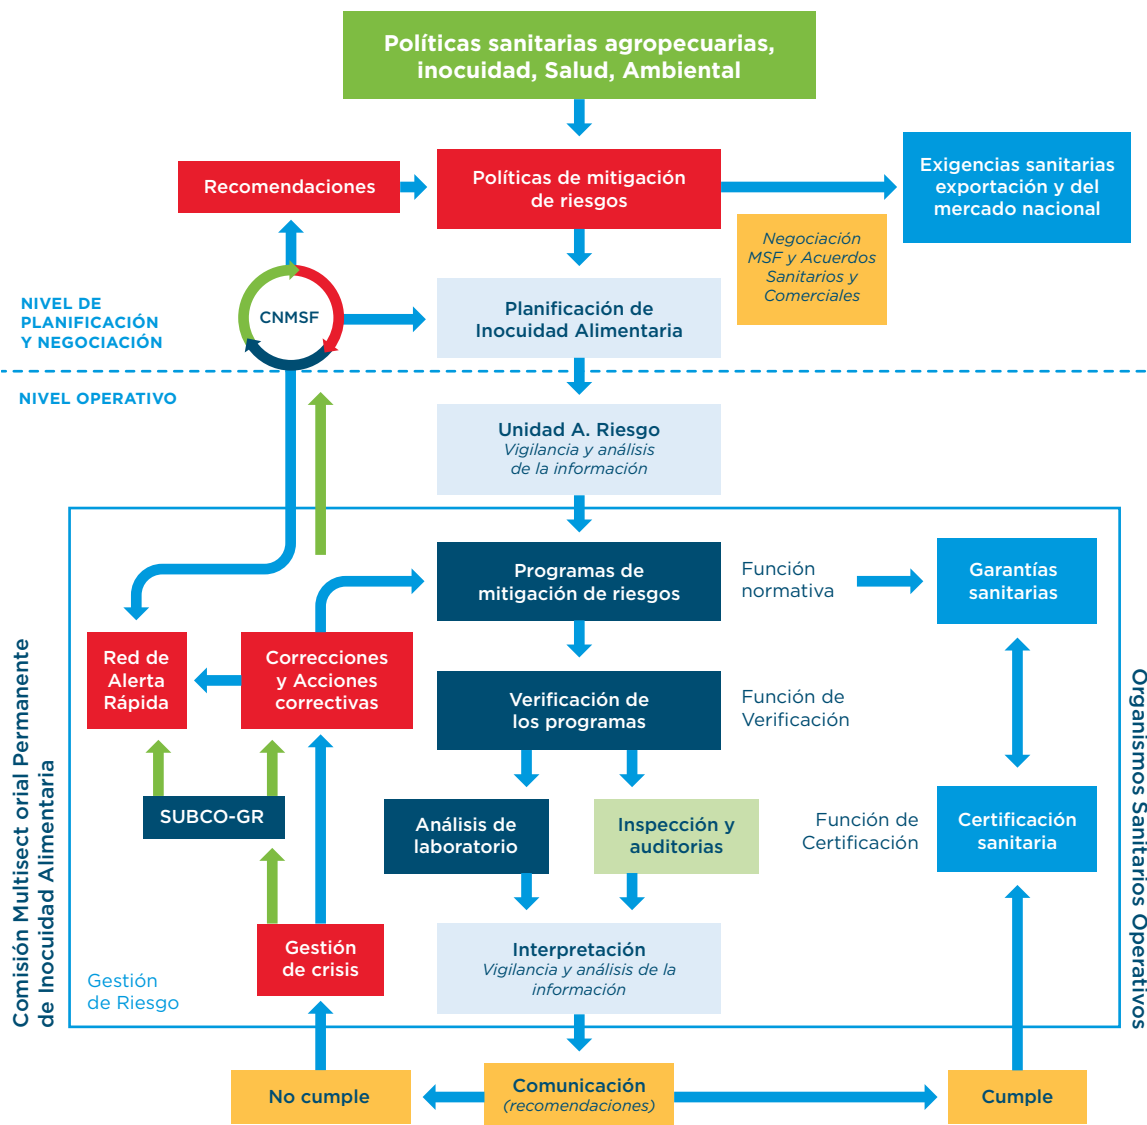 Políticas sanitarias agropecuarias,
inocuidad, Salud, Ambiental
Recomendaciones
Políticas de mitigación
de riesgos
Exigencias sanitarias
exportación y del
mercado nacional
Negociación
MSF y Acuerdos
Sanitarios y
Comerciales
NIVEL DE
PLANIFICACIÓN
Y NEGOCIACIÓN
CNMSF
Planificación de
Inocuidad Alimentaria
NIVEL OPERATIVO
Unidad A. Riesgo
Vigilancia y análisis
de la información
Comisión Multisect orial Permanente
de Inocuidad Alimentaria
Programas de
mitigación de riesgos
Función
normativa
Garantías
sanitarias
Red de
Alerta
Rápida
Correcciones
y Acciones
correctivas
Verificación de
los programas
Función de
Verificación
SUBCO-GR
Análisis de
laboratorio
Inspección y
auditorias
Función de
Certificación
Certificación
sanitaria
Organismos Sanitarios Operativos
Gestión
de crisis
Interpretación
Vigilancia y análisis de la
información
Gestión
de Riesgo
No cumple
Comunicación
(recomendaciones)
Cumple